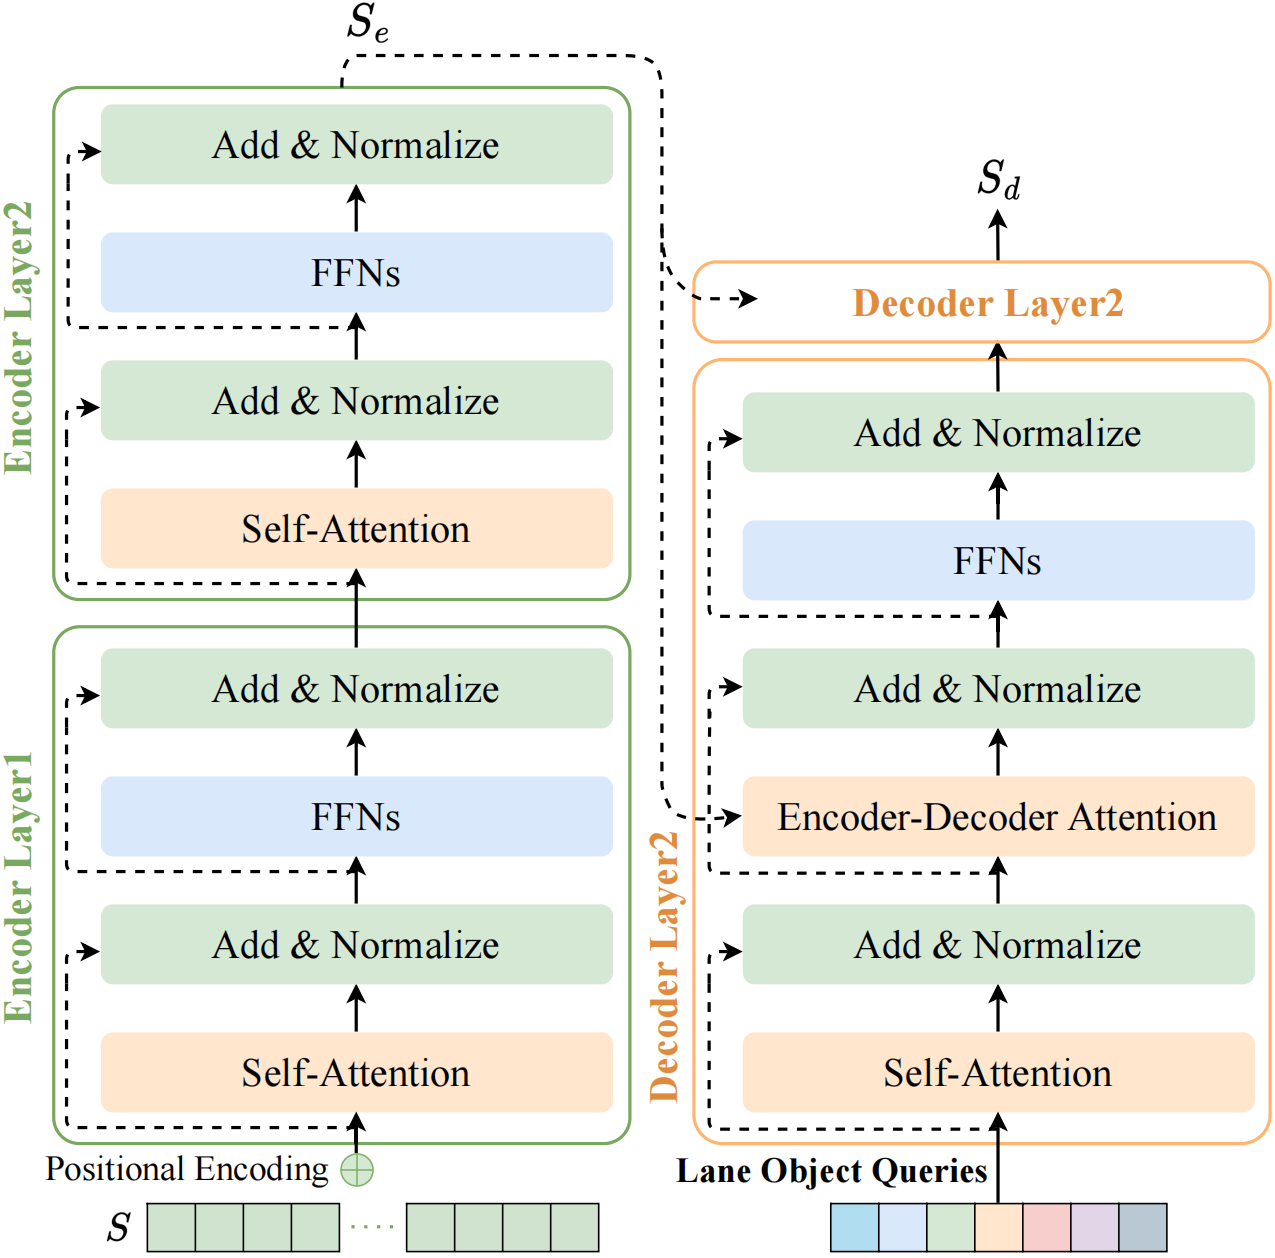 S_e
Encoder Layer2
Add & Normalize
FFNs
Add & Normalize
Self-Attention
Encoder Layer1
Add & Normalize
FFNs
Add & Normalize
Self-Attention
Positional Encoding
S
S_d
Decoder Layer2
Decoder Layer2
Add & Normalize
FFNs
Add & Normalize
Encoder-Decoder Attention
Add & Normalize
Self-Attention
Lane Object Queries